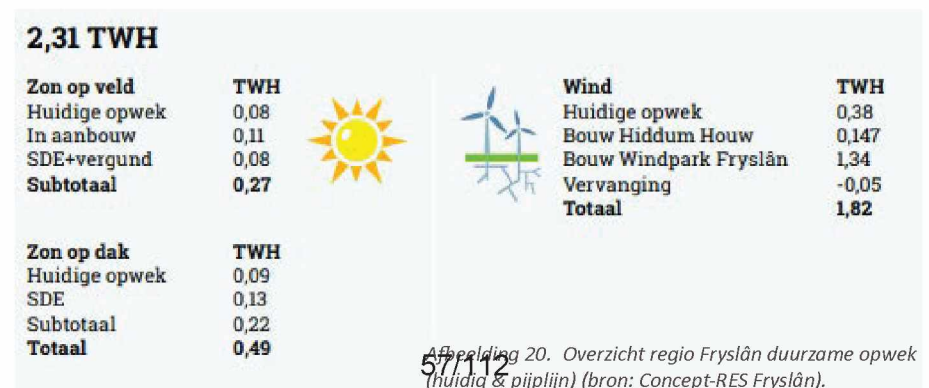 2,31 TWH
Zon op veld TWH
Huidige opwek 0,08
In aanbouw 0,11
SDE+vergund 0,08
Subtotaal 0,27
Zon op dak TWH
Huidige opwek 0,09
SDE 0,13
Subtotaal 0,22
Totaal 0,49
Wind TWH
Huidige opwek 0,38
Bouw Hiddum Houw 0,147
Bouw Windpark Fryslân 1,34
Vervanging -0,05
Totaal 1,82
Afbeelding 20. Overzicht regio Fryslân duurzame opwek
(huidig & pijplijn) (bron: Concept-RES Fryslân).
57/112